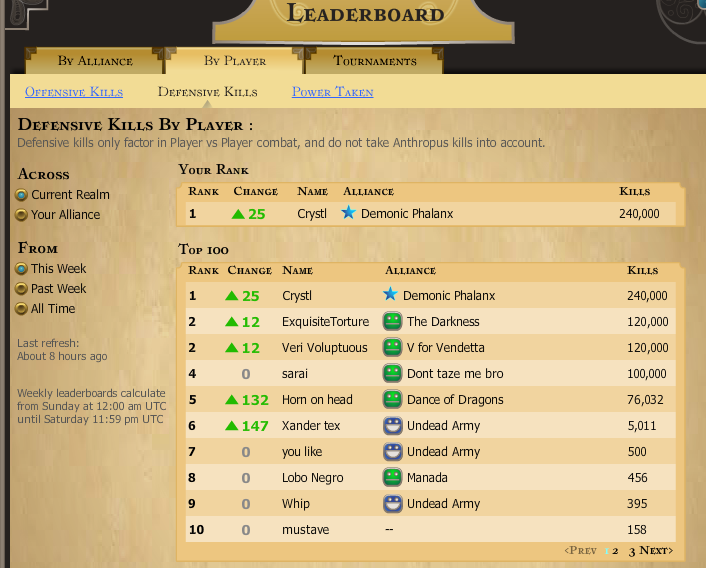 Leaderboard
By Alliance By Player Tournaments
Offensive Kills Defensive Kills Power Taken
Defensive Kills By Player :
Defensive kills only factor in Player vs Player combat, and do not take Anthropus kills into account.
Across
Current Realm
Your Alliance
From
This Week
Past Week
All Time
Last refresh:
About 8 hours ago
Weekly leaderboards calculate
from Sunday at 12:00 am UTC
until Saturday 11:59 pm UTC
Your Rank
Rank Change Name Alliance Kills
1 25 Crystl Demonic Phalanx 240,000
Top 100
Rank Change Name Alliance Kills
1 25 Crystl Demonic Phalanx 240,000
2 12 ExquisiteTorture The Darkness 120,000
2 12 Veri Voluptuous V for Vendetta 120,000
4 0 sarai Dont taze me bro 100,000
5 132 Horn on head Dance of Dragons 76,032
6 147 Xander tex Undead Army 5,011
7 0 you like Undead Army 500
8 0 Lobo Negro Manada 456
9 0 Whip Undead Army 395
10 0 mustave -- 158
<Prev 1 2 3 Next>